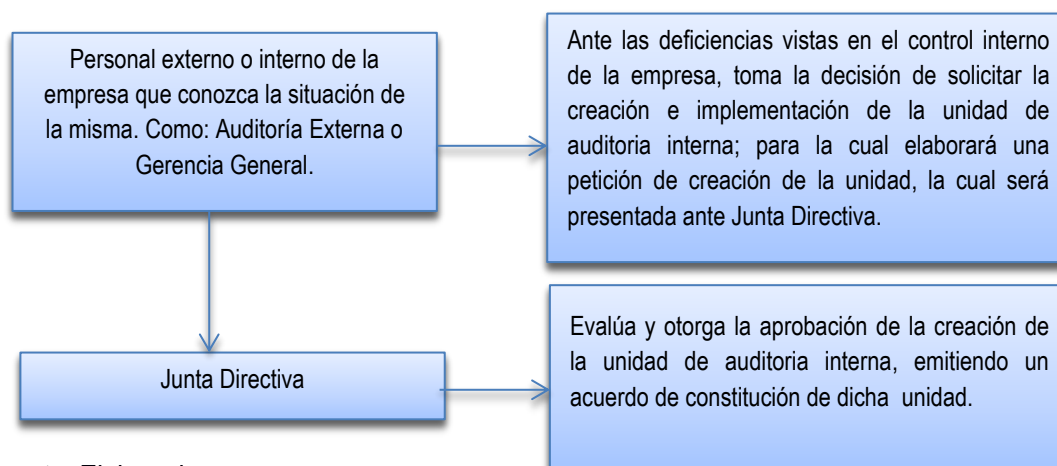 Personal externo o interno de la
empresa que conozca la situación de
la misma. Como: Auditoría Externa o
Gerencia General.
Ante las deficiencias vistas en el control interno
de la empresa, toma la decisión de solicitar la
creación e implementación de la unidad de
auditoria interna; para la cual elaborará una
petición de creación de la unidad, la cual será
presentada ante Junta Directiva.
Junta Directiva
Evalúa y otorga la aprobación de la creación de
la unidad de auditoria interna, emitiendo un
acuerdo de constitución de dicha unidad.